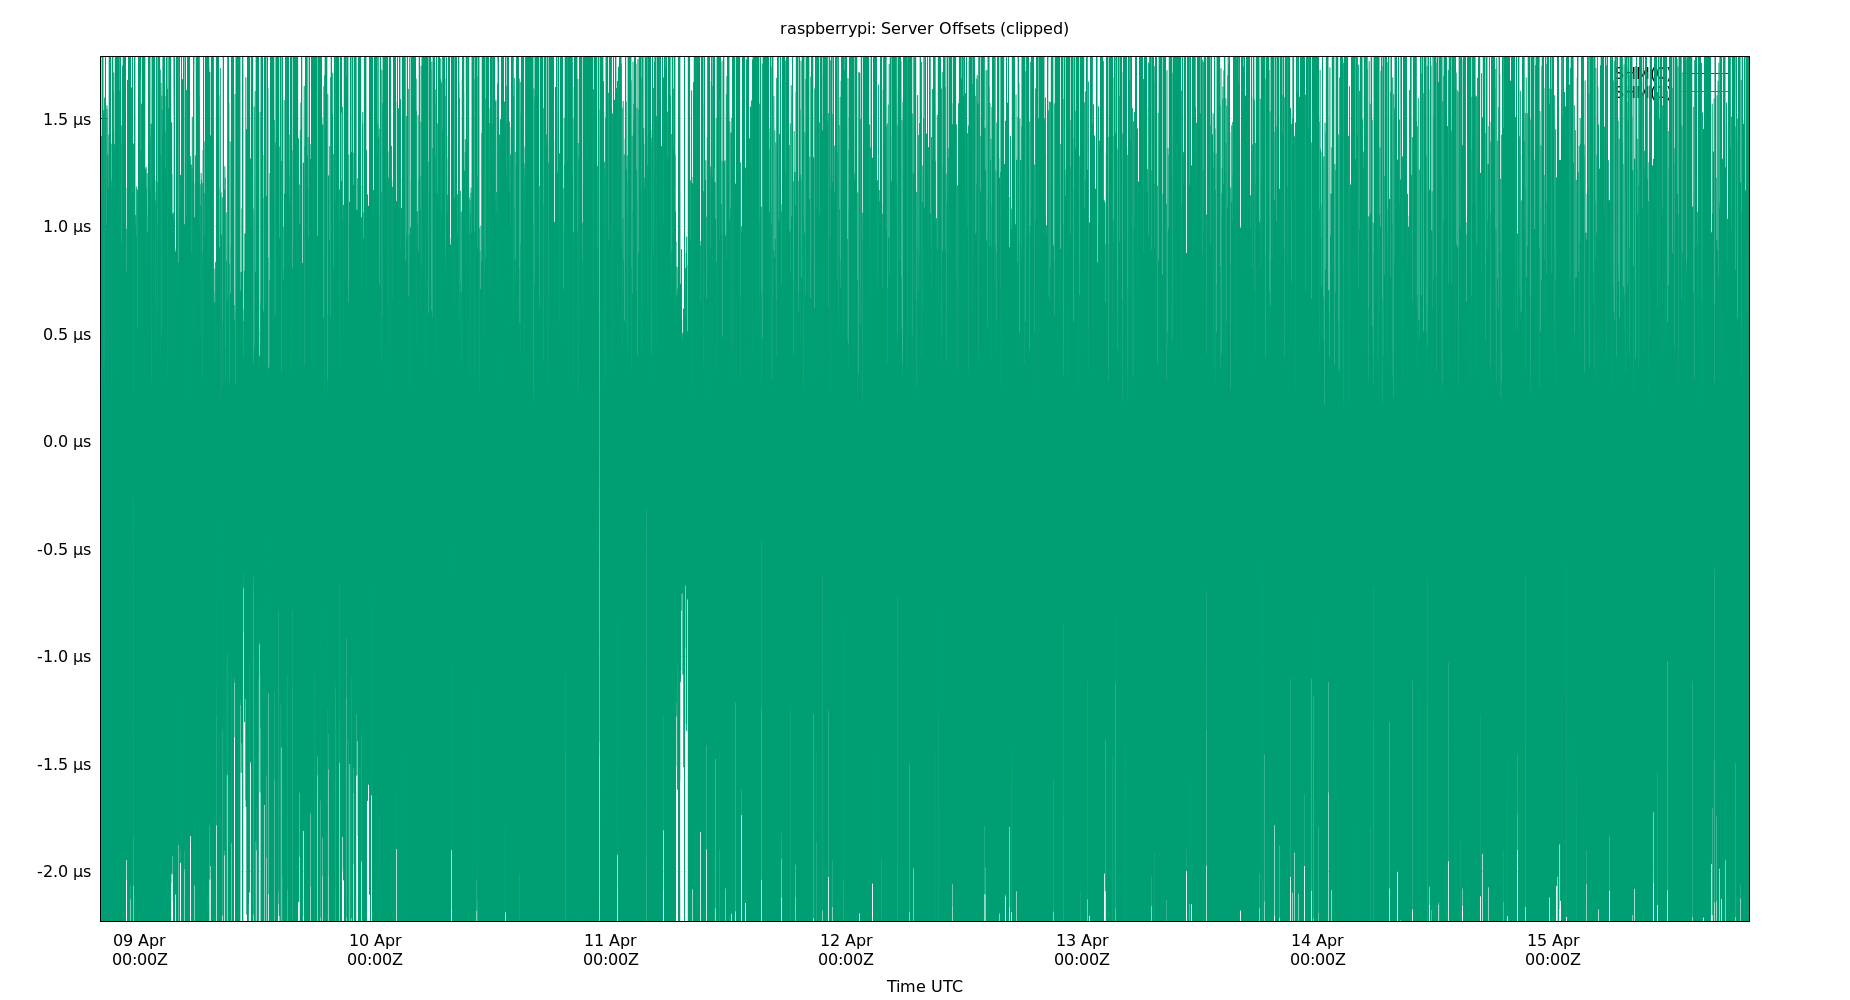 raspberrypi: Server Offsets (clipped)
SHM(0)
1.5 µs
1.0 µs
0.5 µs
0.0 µs
-0.5 µs
-1.0 µs
-1.5 µs
-2.0 µs
09 Apr 10 Apr 11 Apr 12 Apr 13 Apr 14 Apr 15 Apr
00:00Z 00:00Z 00:00Z 00:00Z 00:00Z 00:00Z 00:00Z
Time UTC